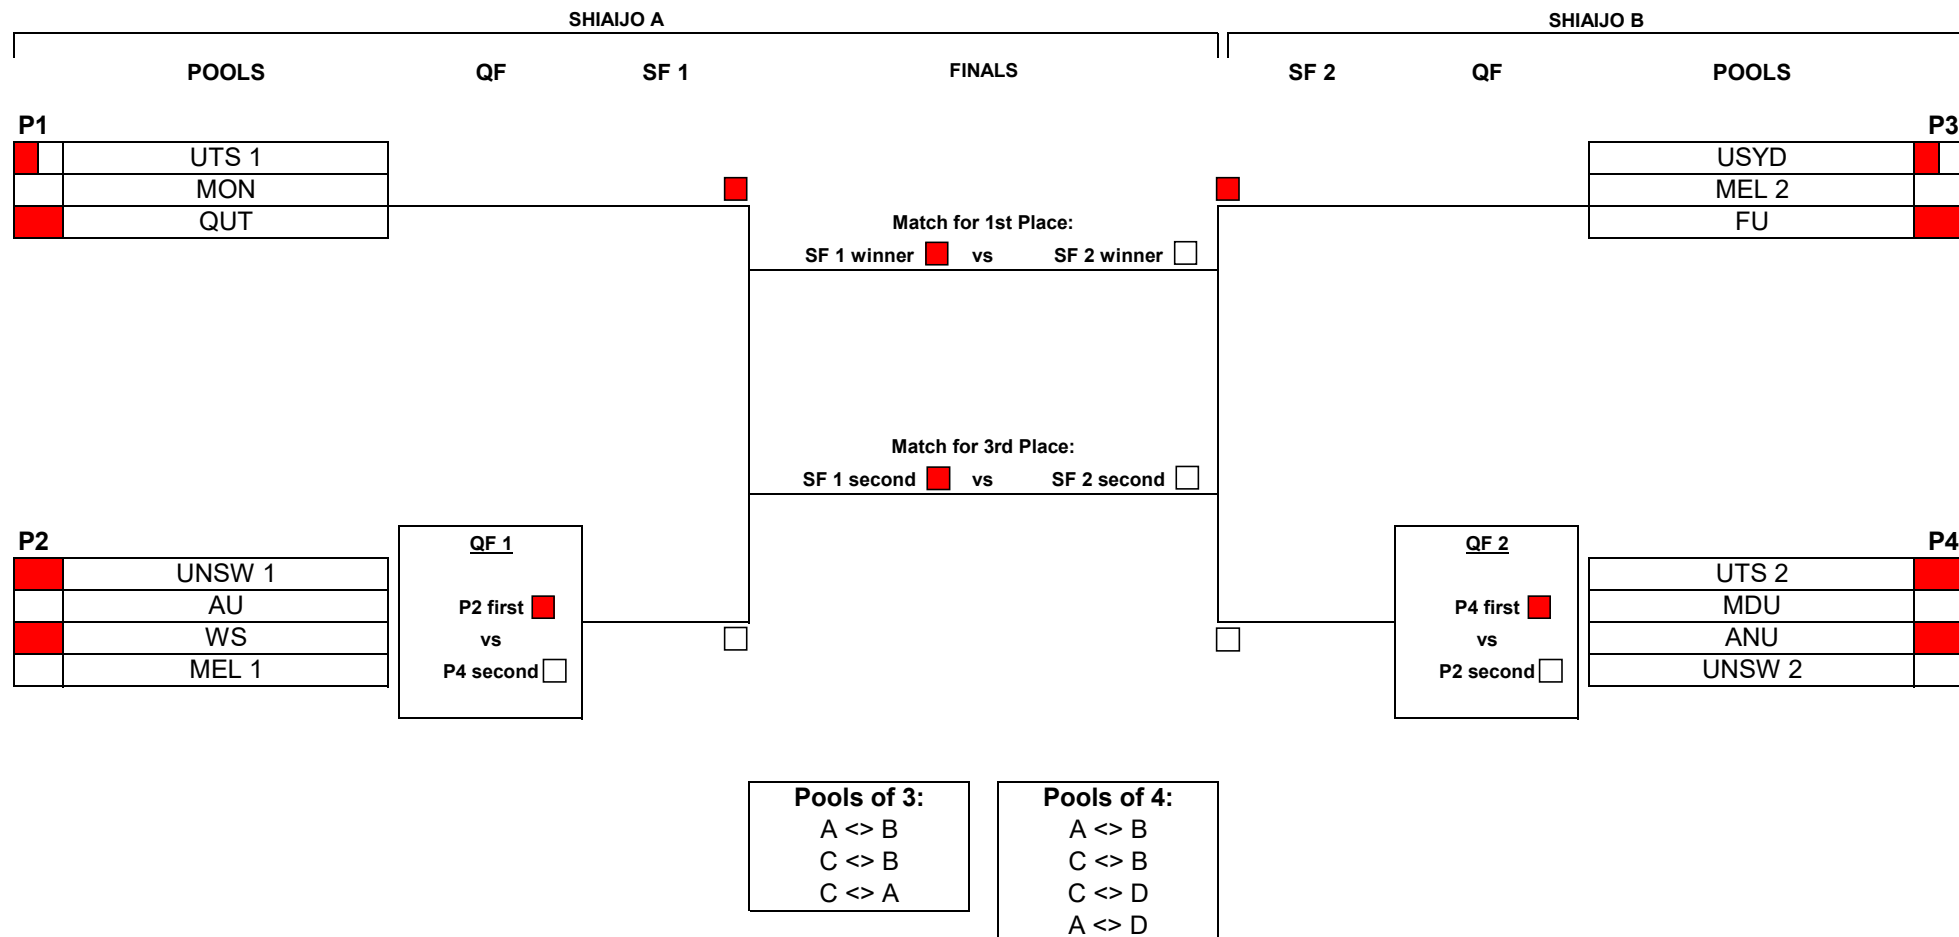 SHIAIJO A SHIAIJO B
POOLS QF SF 1 FINALS SF 2 QF POOLS
P1 P3
UTS 1 USYD
MON MEL 2
QUT FU
Match for 1st Place:
SF 1 winner vs SF 2 winner
Match for 3rd Place:
SF 1 second vs SF 2 second
P2 QF 1 QF 2 P4
UNSW 1 UTS 2
AU P2 first P4 first MDU
WS vs vs ANU
MEL 1 P4 second P2 second UNSW 2
Pools of 3: Pools of 4:
A <> B A <> B
C <> B C <> B
C <> A C <> D
A <> D